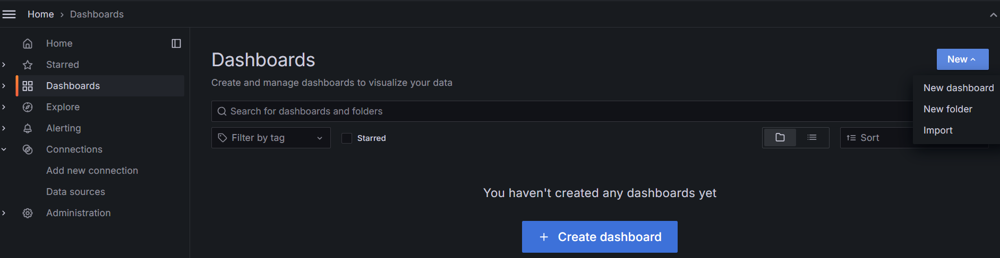 Home › Dashboards
Home
Starred
Dashboards
Explore
Alerting
Connections
Add new connection
Data sources
Administration
Dashboards
Create and manage dashboards to visualize your data
New
New dashboard
New folder
Import
Search for dashboards and folders
Filter by tag
Starred
Sort
You haven't created any dashboards yet
+ Create dashboard